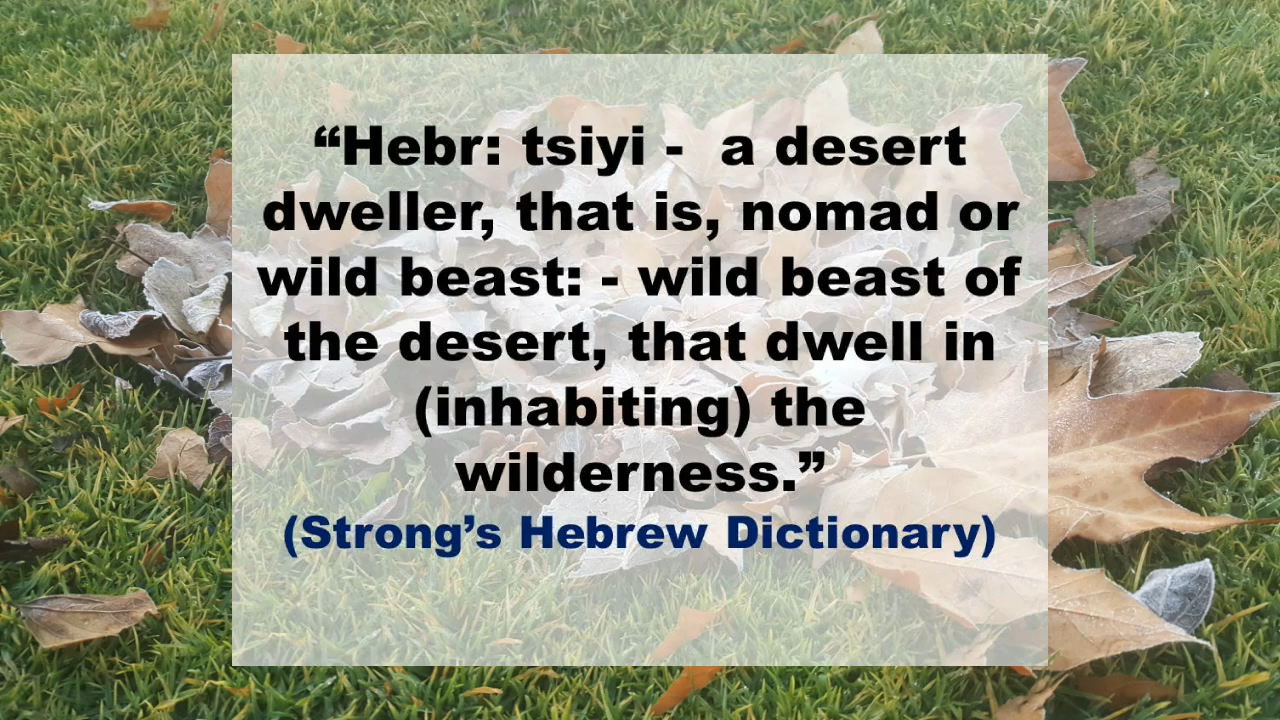 “Hebr: tsiyi -  a desert
dweller, that is, nomad or
wild beast: - wild beast of
the desert, that dwell in
(inhabiting) the
wilderness.”
(Strong’s Hebrew Dictionary)